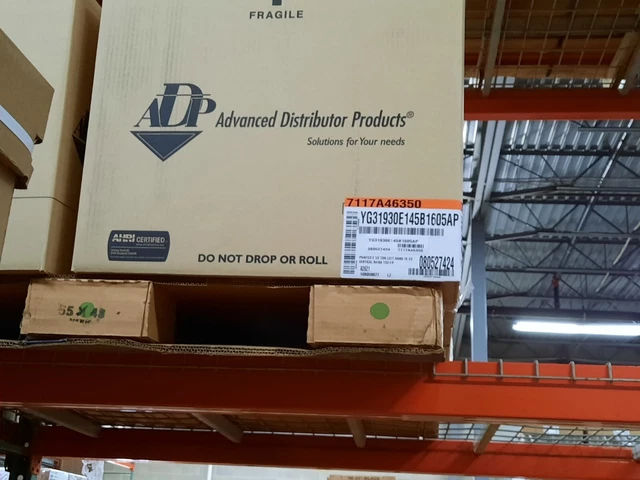 FRAGILE
ADP Advanced Distributor Products®
Solutions for Your needs
7117A46350
YG31930E145B1605AP
YG31930E145B1605AP
080527424
AHRI CERTIFIED
DO NOT DROP OR ROLL
55 X 48